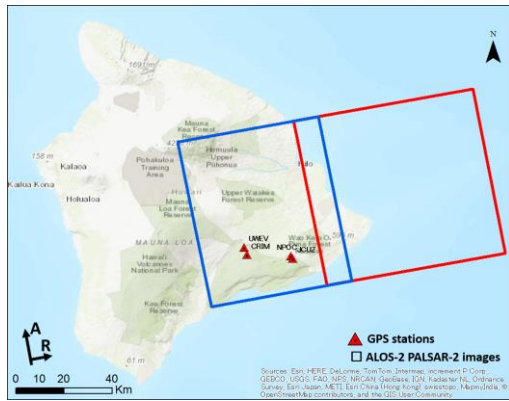 N
1691 m
Mauna
Kea Forest
Reserve
Pohakuloa
Training
Area
Hilo
Upper
Piihonua
158 m
Kalaoa
Kailua Kona
Holualoa
Hawaii
Mauna
Loa Forest
Reserve
Upper Waiakea
Forest Reserve
UWEV
CRIM
NPOC
JCUZ
MAUNA LOA
Hawai'i
Volcanoes
National Park
Kau Forest
Reserve
61 m
A
R
0 10 20 40
Km
GPS stations
ALOS-2 PALSAR-2 images
Sources: Esri, HERE, DeLorme, TomTom, Intermap, increment P Corp.,
GEBCO, USGS, FAO, NPS, NRCAN, GeoBase, IGN, Kadaster NL, Ordnance
Survey, Esri Japan, METI, Esri China (Hong Kong), swisstopo, MapmyIndia, ©
OpenStreetMap contributors, and the GIS User Community